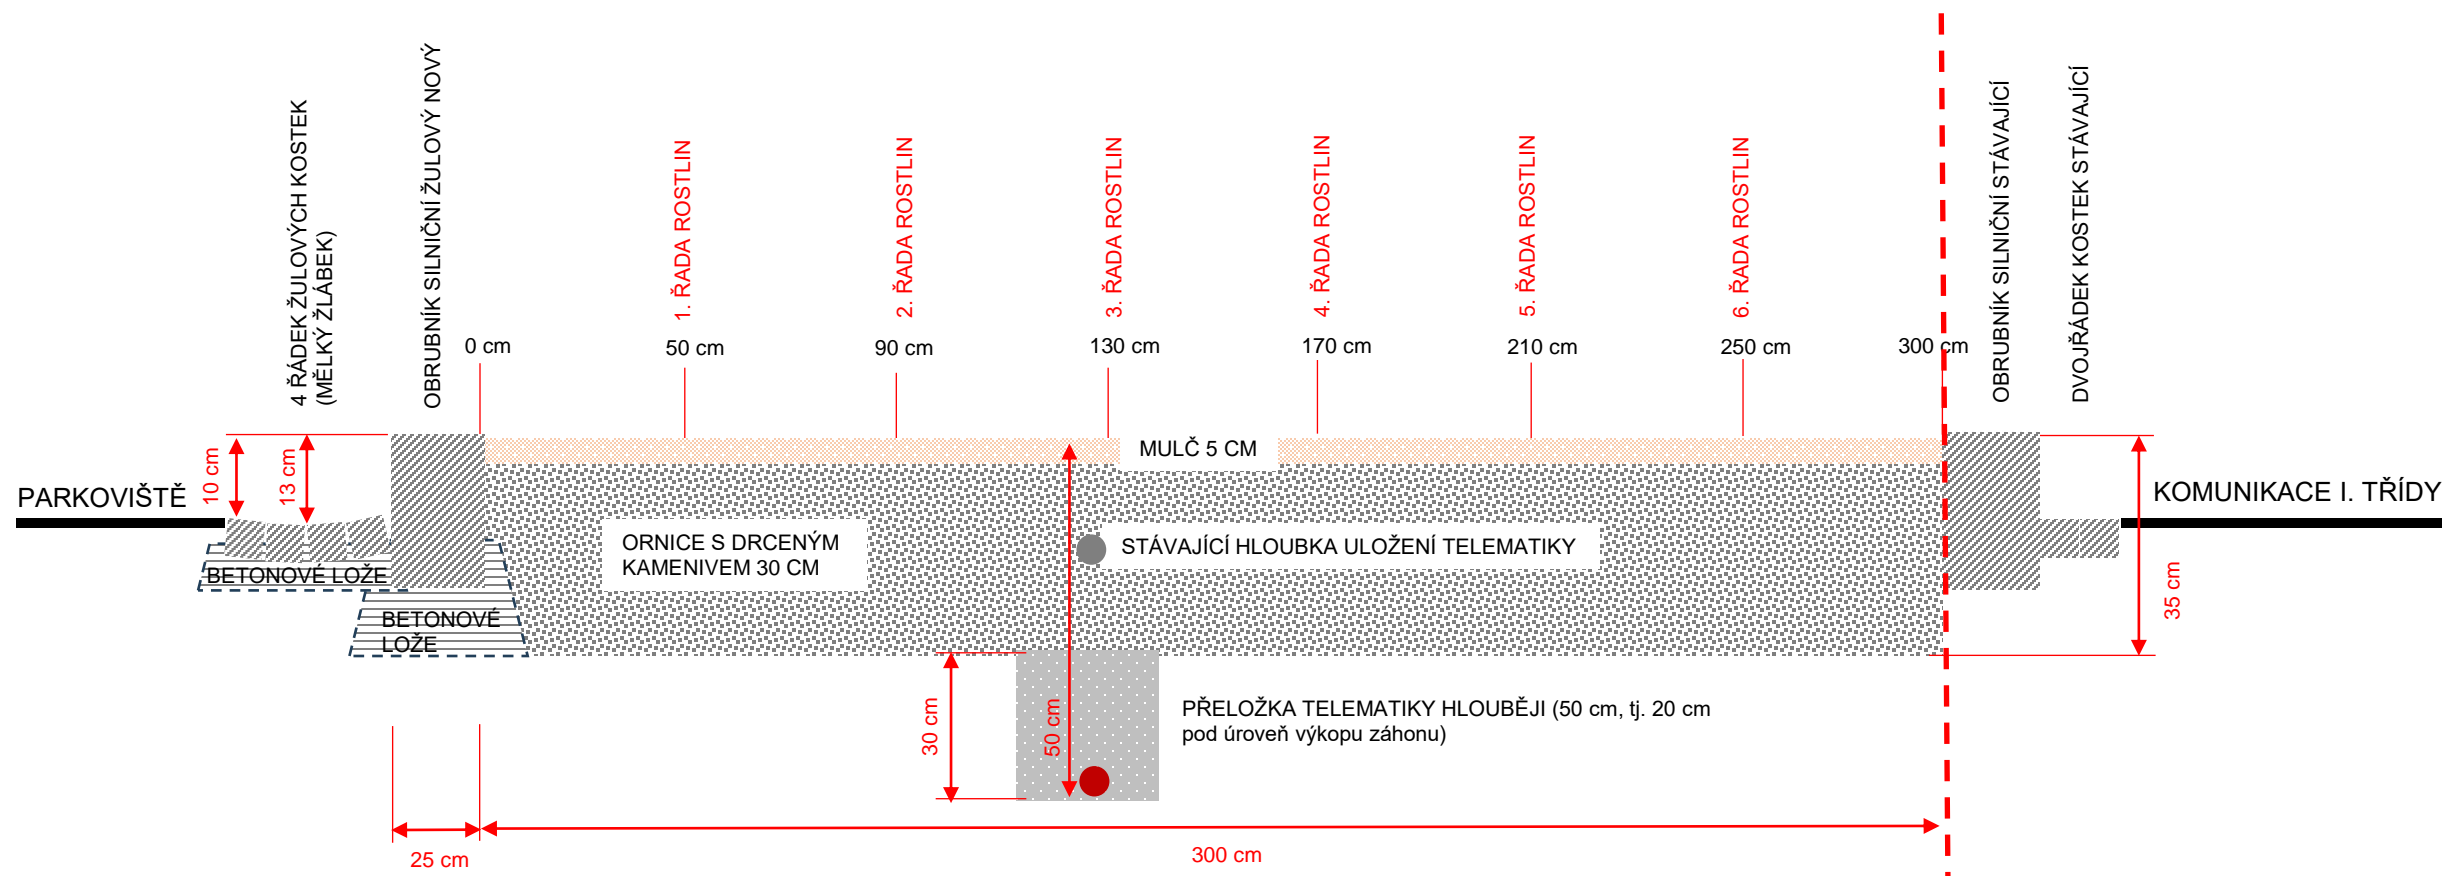 4 ŘÁDEK ŽULOVÝCH KOSTEK
(MĚLKÝ ŽLÁBEK)
OBRUBNÍK SILNIČNÍ ŽULOVÝ NOVÝ
1. ŘADA ROSTLIN
2. ŘADA ROSTLIN
3. ŘADA ROSTLIN
4. ŘADA ROSTLIN
5. ŘADA ROSTLIN
6. ŘADA ROSTLIN
OBRUBNÍK SILNIČNÍ STÁVAJÍCÍ
DVOJŘÁDEK KOSTEK STÁVAJÍCÍ
0 cm
50 cm
90 cm
130 cm
170 cm
210 cm
250 cm
300 cm
10 cm
13 cm
MULČ 5 CM
PARKOVIŠTĚ
KOMUNIKACE I. TŘÍDY
ORNICE S DRCENÝM
KAMENIVEM 30 CM
STÁVAJÍCÍ HLOUBKA ULOŽENÍ TELEMATIKY
BETONOVÉ LOŽE
BETONOVÉ
LOŽE
35 cm
30 cm
50 cm
PŘELOŽKA TELEMATIKY HLOUBĚJI (50 cm, tj. 20 cm
pod úroveň výkopu záhonu)
25 cm
300 cm